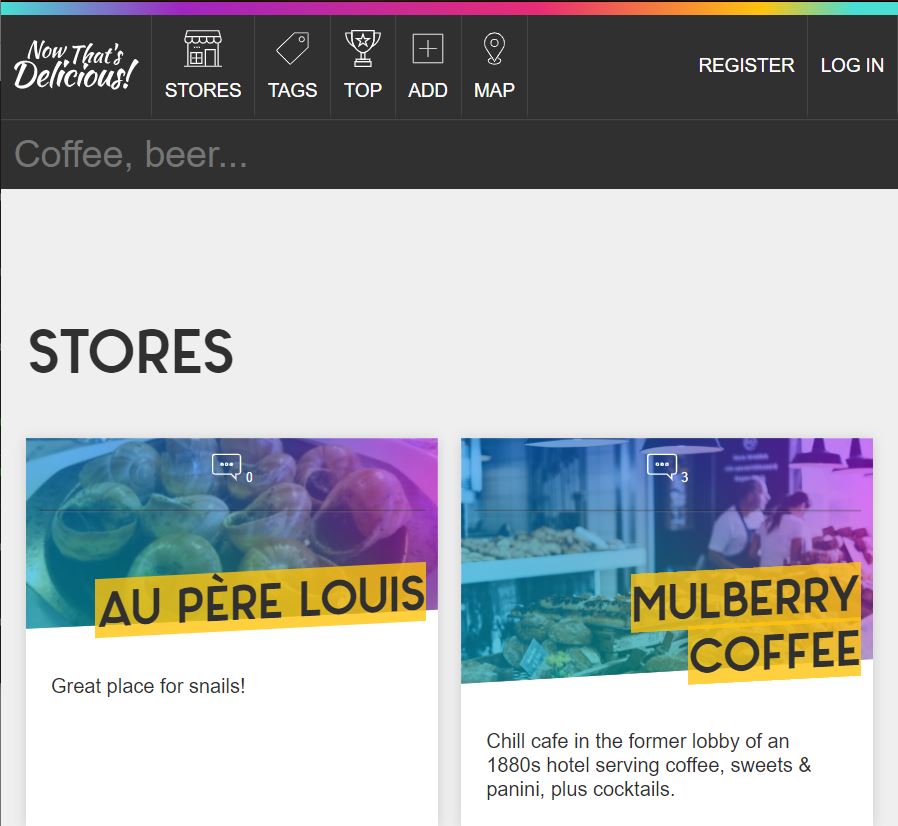 Now That's
Delicious!
STORES
TAGS
TOP
ADD
MAP
REGISTER
LOG IN
Coffee, beer...
STORES
0
AU PÈRE LOUIS
Great place for snails!
3
MULBERRY
COFFEE
Chill cafe in the former lobby of an
1880s hotel serving coffee, sweets &
panini, plus cocktails.